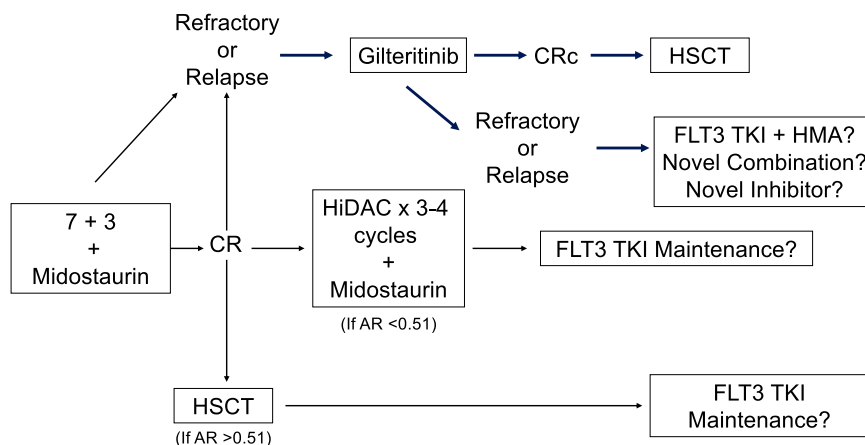 Refractory
or
Relapse
Gilteritinib
CRc
HSCT
Refractory
or
Relapse
FLT3 TKI + HMA?
Novel Combination?
Novel Inhibitor?
7 + 3
+
Midostaurin
CR
HiDAC x 3-4
cycles
+
Midostaurin
(If AR <0.51)
FLT3 TKI Maintenance?
HSCT
(If AR >0.51)
FLT3 TKI
Maintenance?